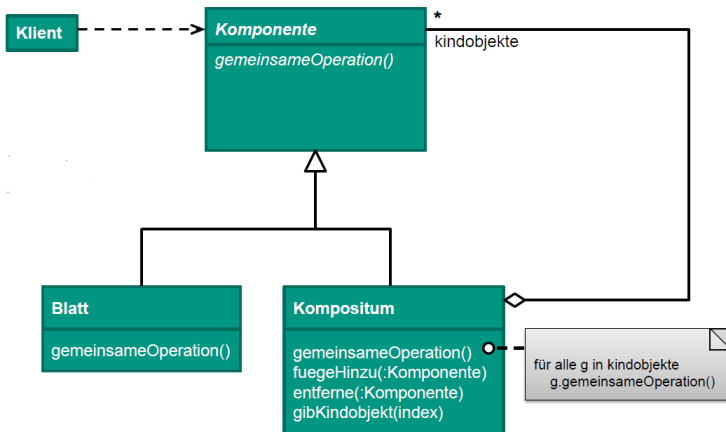 Klient
Komponente
gemeinsameOperation()
*
kindobjekte
Blatt
gemeinsameOperation()
Kompositum
gemeinsameOperation()
fuegeHinzu(:Komponente)
entferne(:Komponente)
gibKindobjekt(index)
für alle g in kindobjekte
g.gemeinsameOperation()